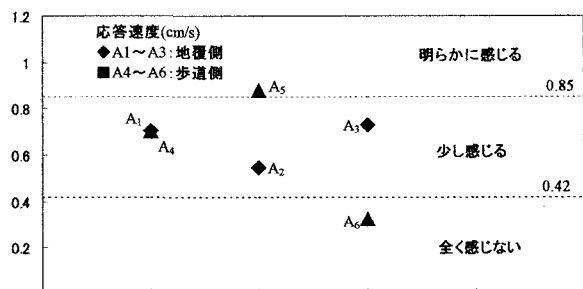 1.2
応答速度(cm/s)
◆A1～A3:地覆側
■A4～A6:歩道側
明らかに感じる
1
A5
0.85
0.8
A1
A4
A3
少し感じる
0.6
A2
0.42
0.4
A6
全く感じない
0.2